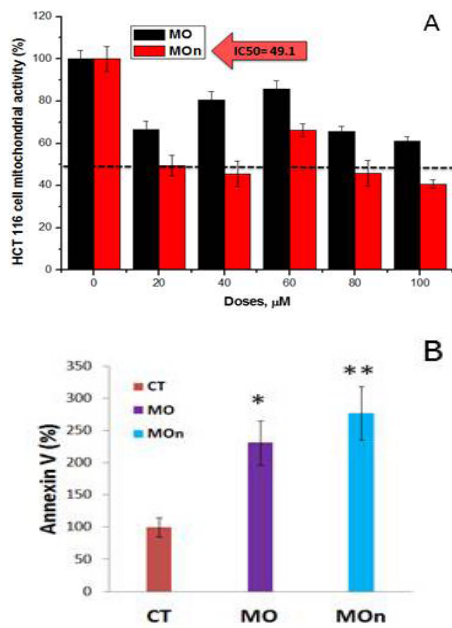 A
MO
MOn
IC50= 49.1
HCT 116 cell mitochondrial activity (%)
120
100
80
60
40
20
0
0 20 40 60 80 100
Doses, μM
B
Annexin V (%)
350
300
250
200
150
100
50
0
CT
MO
MOn
*
**
CT MO MOn